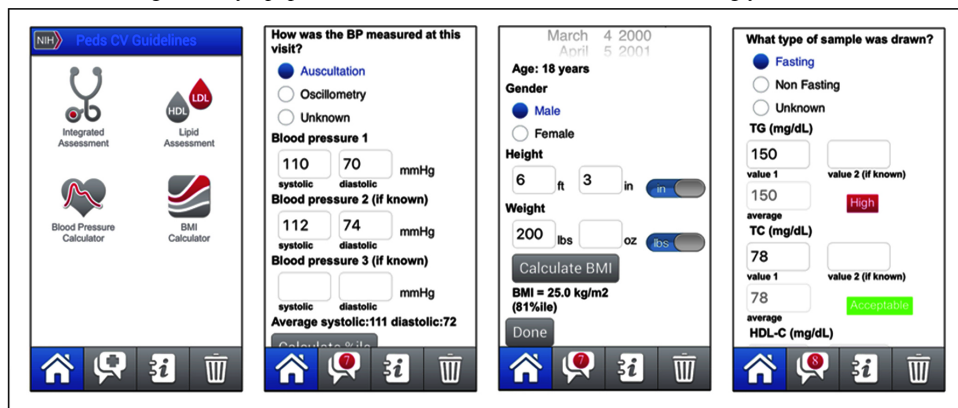 NIH Peds CV Guidelines
HDL LDL
Integrated Assessment
Lipid Assessment
Blood Pressure Calculator
BMI Calculator
How was the BP measured at this visit?
Auscultation
Oscillometry
Unknown
Blood pressure 1
110 70 mmHg
systolic diastolic
Blood pressure 2 (if known)
112 74 mmHg
systolic diastolic
Blood pressure 3 (if known)
mmHg
systolic diastolic
Average systolic:111 diastolic:72
Calculate %ile
7
i
March 4 2000
April 5 2001
Age: 18 years
Gender
Male
Female
Height
6 ft 3 in in
Weight
200 lbs oz lbs
Calculate BMI
BMI = 25.0 kg/m2
(81%ile)
Done
7
i
What type of sample was drawn?
Fasting
Non Fasting
Unknown
TG (mg/dL)
150
value 1 value 2 (if known)
150 High
average
TC (mg/dL)
78
value 1 value 2 (if known)
78 Acceptable
average
HDL-C (mg/dL)
8
i